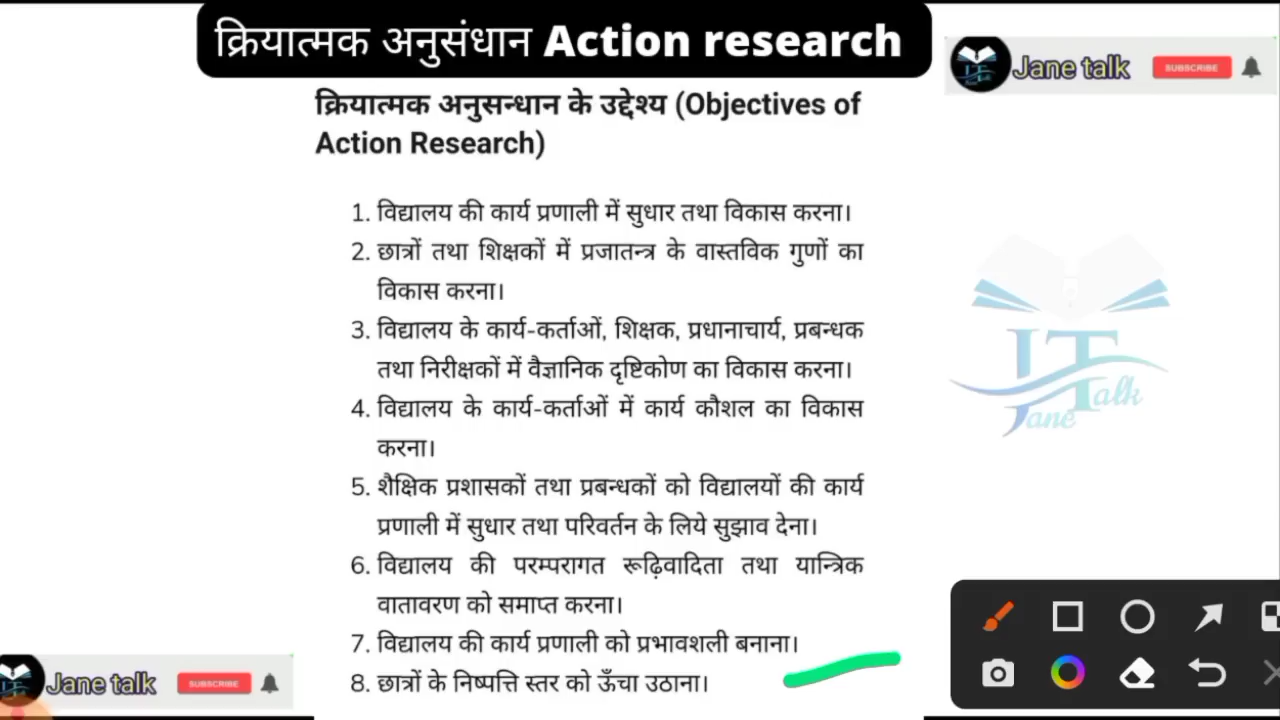 क्रियात्मक अनुसंधान Action research
Jane talk SUBSCRIBE
क्रियात्मक अनुसन्धान के उद्देश्य (Objectives of
Action Research)
1. विद्यालय की कार्य प्रणाली में सुधार तथा विकास करना।
2. छात्रों तथा शिक्षकों में प्रजातन्त्र के वास्तविक गुणों का
विकास करना।
3. विद्यालय के कार्य-कर्ताओं, शिक्षक, प्रधानाचार्य, प्रबन्धक
तथा निरीक्षकों में वैज्ञानिक दृष्टिकोण का विकास करना।
4. विद्यालय के कार्य-कर्ताओं में कार्य कौशल का विकास
करना।
5. शैक्षिक प्रशासकों तथा प्रबन्धकों को विद्यालयों की कार्य
प्रणाली में सुधार तथा परिवर्तन के लिये सुझाव देना।
6. विद्यालय की परम्परागत रूढ़िवादिता तथा यान्त्रिक
वातावरण को समाप्त करना।
7. विद्यालय की कार्य प्रणाली को प्रभावशली बनाना।
8. छात्रों के निष्पत्ति स्तर को ऊँचा उठाना।
JT
Jane Talk
Jane talk SUBSCRIBE